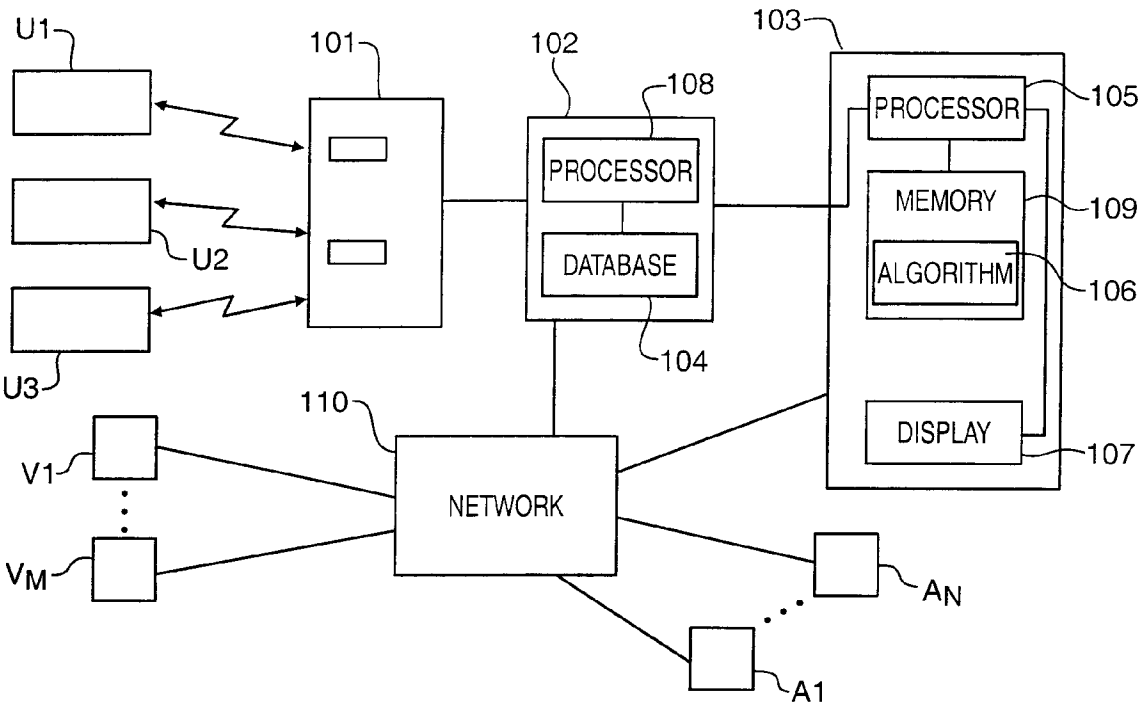 U1
101
102
103
108
105
PROCESSOR
PROCESSOR
MEMORY
109
U2
DATABASE
ALGORITHM
106
104
U3
110
DISPLAY
107
V1
NETWORK
VM
AN
A1